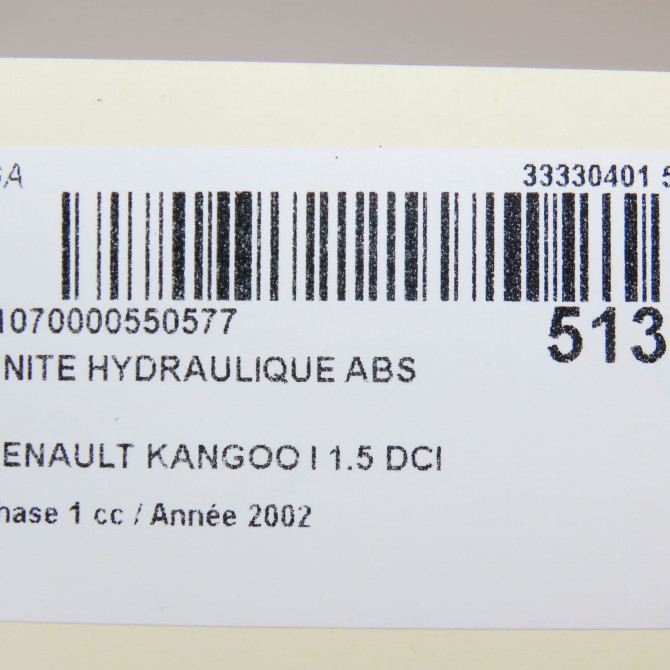 GA 33330401 5
1070000550577
513
NITE HYDRAULIQUE ABS
ENAULT KANGOO I 1.5 DCI
hase 1 cc / Année 2002